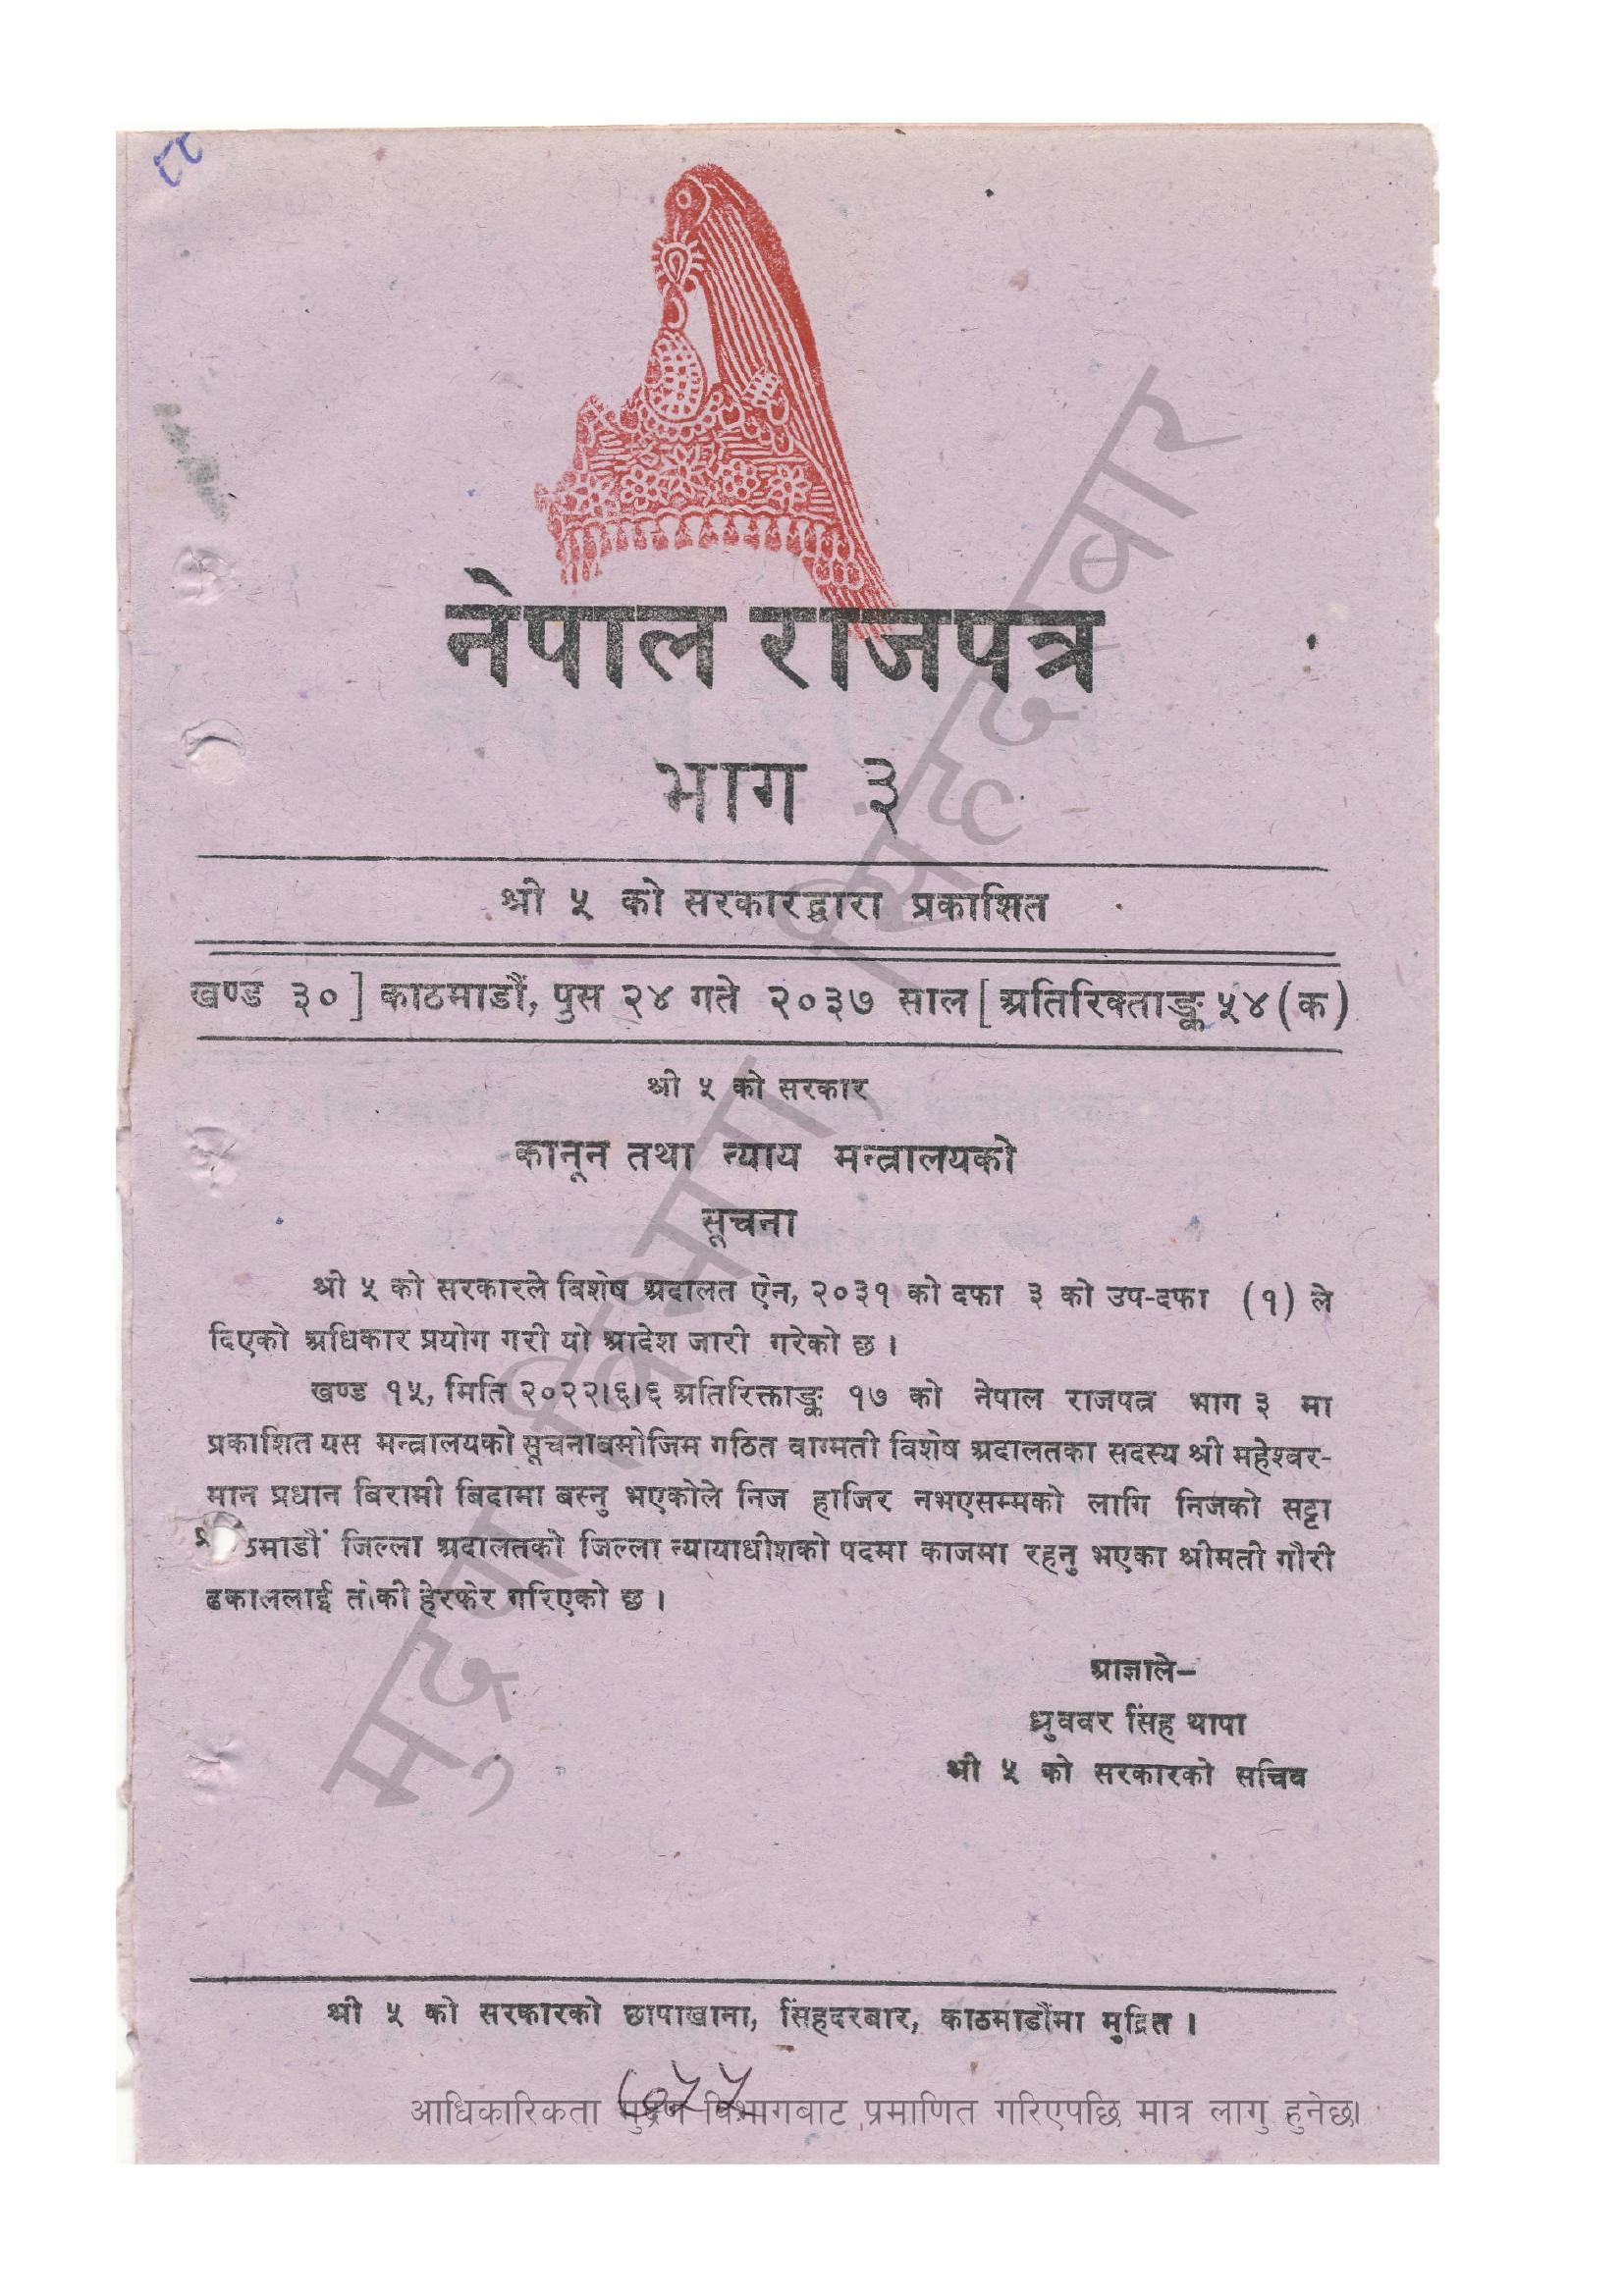 नेपाल राजपत्र
भाग ३
श्री ५ को सरकारद्वारा प्रकाशित
खण्ड ३०] काठमाडौं, पुस २४ गते २०३७ साल [अतिरिक्ताङ्क ५४ (क)
श्री ५ को सरकार
कानून तथा न्याय मन्त्रालयको
सूचना
श्री ५ को सरकारले विशेष अदालत ऐन, २०३१ को दफा ३ को उप-दफा (१) ले
दिएको अधिकार प्रयोग गरी यो आदेश जारी गरेको छ ।
खण्ड १५, मिति २०२२।६।६ अतिरिक्ताङ्क १७ को नेपाल राजपत्र भाग ३ मा
प्रकाशित यस मन्त्रालयको सूचनाबमोजिम गठित वाग्मती विशेष अदालतका सदस्य श्री महेश्वर-
मान प्रधान बिरामी बिदामा बस्नु भएकोले निज हाजिर नभएसम्मको लागि निजको सट्टा
ठमाडौं जिल्ला अदालतको जिल्ला न्यायाधीशको पदमा काजमा रहनु भएका श्रीमती गौरी
ढकाललाई तोकी हेरफेर गरिएको छ ।
आज्ञाले–
ध्रुववर सिंह थापा
श्री ५ को सरकारको सचिव
श्री ५ को सरकारको छापाखाना, सिंहदरबार, काठमाडौंमा मुद्रित ।
आधिकारिकता मुद्रण विभागबाट प्रमाणित गरिएपछि मात्र लागु हुनेछ।
मुद्रण विभाग, सिंहदरबार